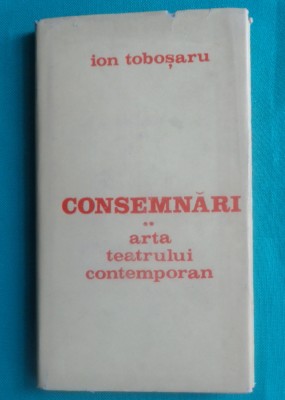 ion toboșaru
CONSEMNĂRI
**
arta
teatrului
contemporan